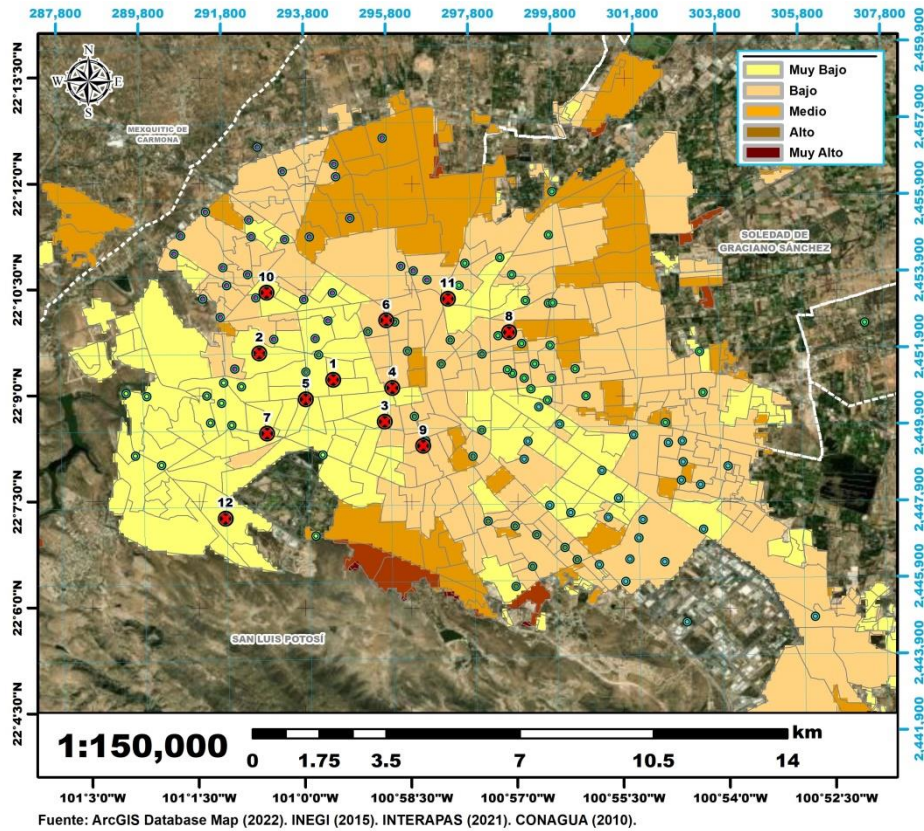 287,800 289,800 291,800 293,800 295,800 297,800 299,800 301,800 303,800 305,800 307,800
2,459,900
22°13'30"N
N
W E
S
Muy Bajo
Bajo
Medio
Alto
Muy Alto
2,457,900
MEXQUITIC DE
CARMONA
22°12'0"N
2,455,900
SOLEDAD DE
GRACIANO SÁNCHEZ
2,453,900
22°10'30"N
10
11
6
8
2,451,900
2
1
4
22°9'0"N
5
2,449,900
3
7
9
2,447,900
22°7'30"N
12
2,445,900
22°6'0"N
SAN LUIS POTOSÍ
2,443,900
22°4'30"N
2,441,900
1:150,000
km
0 1.75 3.5 7 10.5 14
101°3'0"W 101°1'30"W 101°0'0"W 100°58'30"W 100°57'0"W 100°55'30"W 100°54'0"W 100°52'30"W
Fuente: ArcGIS Database Map (2022). INEGI (2015). INTERAPAS (2021). CONAGUA (2010).